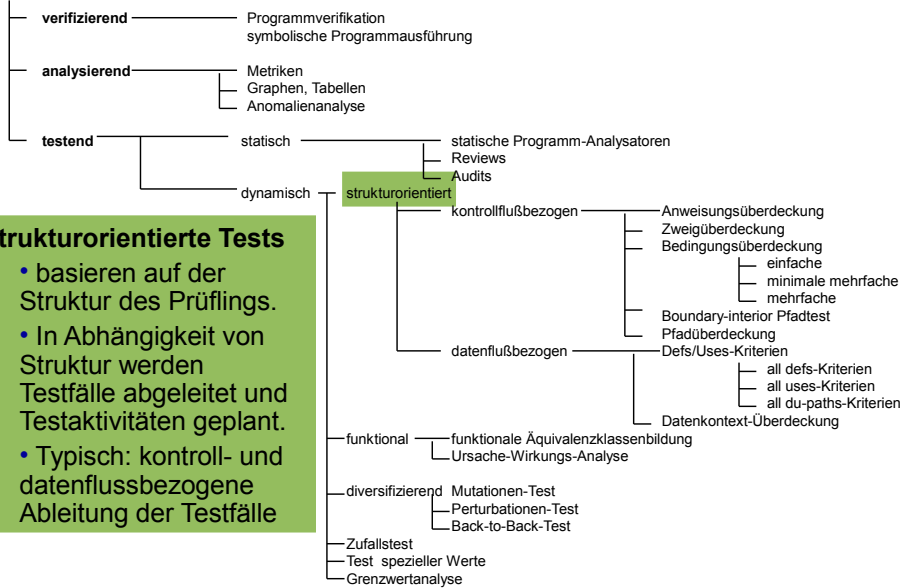 verifizierend Programmverifikation
symbolische Programmausführung
analysierend Metriken
Graphen, Tabellen
Anomalienanalyse
testend statisch statische Programm-Analysatoren
Reviews
Audits
dynamisch strukturorientiert
kontrollflußbezogen Anweisungsüberdeckung
Zweigüberdeckung
Bedingungsüberdeckung
einfache
minimale mehrfache
mehrfache
Boundary-interior Pfadtest
Pfadüberdeckung
datenflußbezogen Defs/Uses-Kriterien
all defs-Kriterien
all uses-Kriterien
all du-paths-Kriterien
Datenkontext-Überdeckung
funktional funktionale Äquivalenzklassenbildung
Ursache-Wirkungs-Analyse
diversifizierend Mutationen-Test
Perturbationen-Test
Back-to-Back-Test
Zufallstest
Test spezieller Werte
Grenzwertanalyse
trukturorientierte Tests
• basieren auf der
Struktur des Prüflings.
• In Abhängigkeit von
Struktur werden
Testfälle abgeleitet und
Testaktivitäten geplant.
• Typisch: kontroll- und
datenflussbezogene
Ableitung der Testfälle